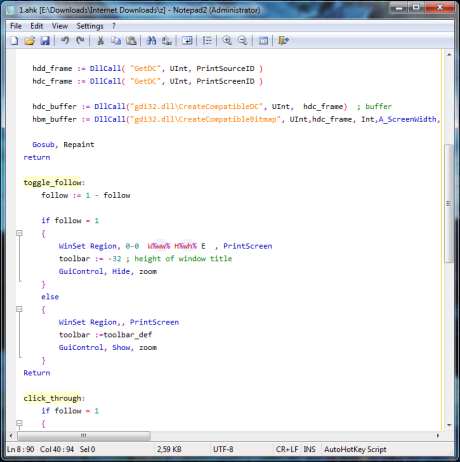 1.ahk [E:\Downloads\Internet Downloads\z] - Notepad2 (Administrator)
File Edit View Settings ?
hdd_frame := DllCall( "GetDC", UInt, PrintSourceID )
hdc_frame := DllCall( "GetDC", UInt, PrintScreenID )
hdc_buffer := DllCall("gdi32.dll\CreateCompatibleDC", UInt, hdc_frame) ; buffer
hbm_buffer := DllCall("gdi32.dll\CreateCompatibleBitmap", UInt,hdc_frame, Int,A_ScreenWidth,
Gosub, Repaint
return
toggle_follow:
follow := 1 - follow
if follow = 1
{
WinSet Region, 0-0 W%ww% H%wh% E , PrintScreen
toolbar := -32 ; height of window title
GuiControl, Hide, zoom
}
else
{
WinSet Region,, PrintScreen
toolbar :=toolbar_def
GuiControl, Show, zoom
}
Return
click_through:
if follow = 1
{
Ln 8 : 90 Col 40 : 94 Sel 0 2,59 KB UTF-8 CR+LF INS AutoHotKey Script